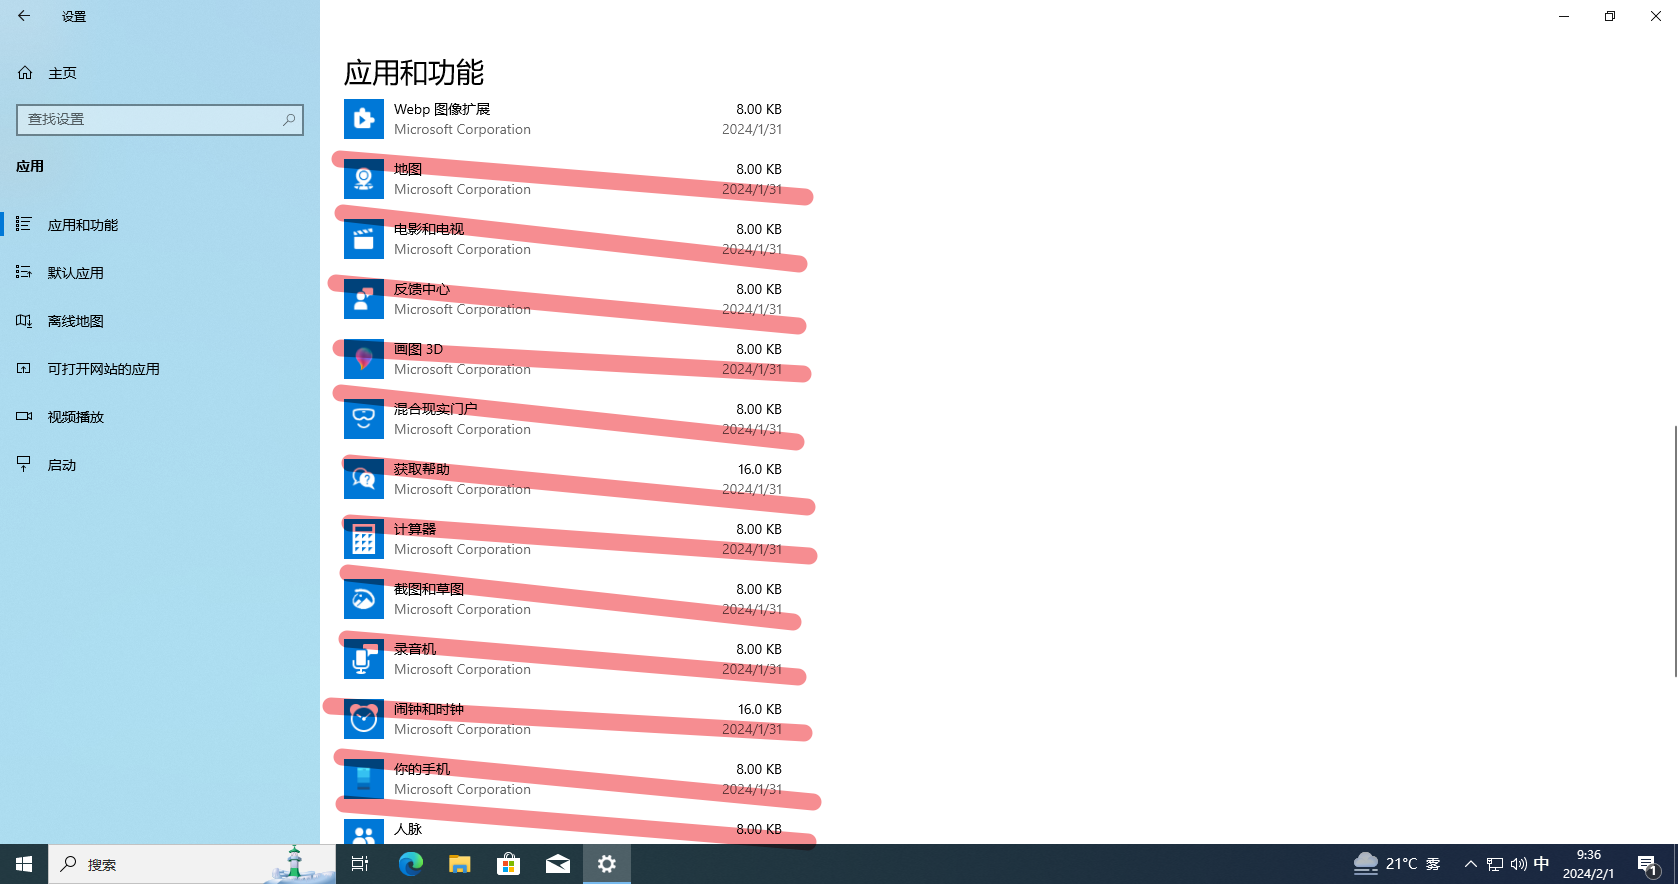 设置
主页
查找设置
应用
应用和功能
默认应用
离线地图
可打开网站的应用
视频播放
启动
应用和功能
Webp 图像扩展 8.00 KB
Microsoft Corporation 2024/1/31
地图 8.00 KB
Microsoft Corporation 2024/1/31
电影和电视 8.00 KB
Microsoft Corporation 2024/1/31
反馈中心 8.00 KB
Microsoft Corporation 2024/1/31
画图 3D 8.00 KB
Microsoft Corporation 2024/1/31
混合现实门户 8.00 KB
Microsoft Corporation 2024/1/31
获取帮助 16.0 KB
Microsoft Corporation 2024/1/31
计算器 8.00 KB
Microsoft Corporation 2024/1/31
截图和草图 8.00 KB
Microsoft Corporation 2024/1/31
录音机 8.00 KB
Microsoft Corporation 2024/1/31
闹钟和时钟 16.0 KB
Microsoft Corporation 2024/1/31
你的手机 8.00 KB
Microsoft Corporation 2024/1/31
人脉 8.00 KB
搜索
21°C 雾
中
9:36
2024/2/1
1